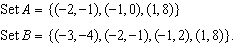 Set A = {(-2,-1),(-1,0),(1,8)}
Set B = {(-3,-4),(-2,-1),(-1,2),(1,8)}.